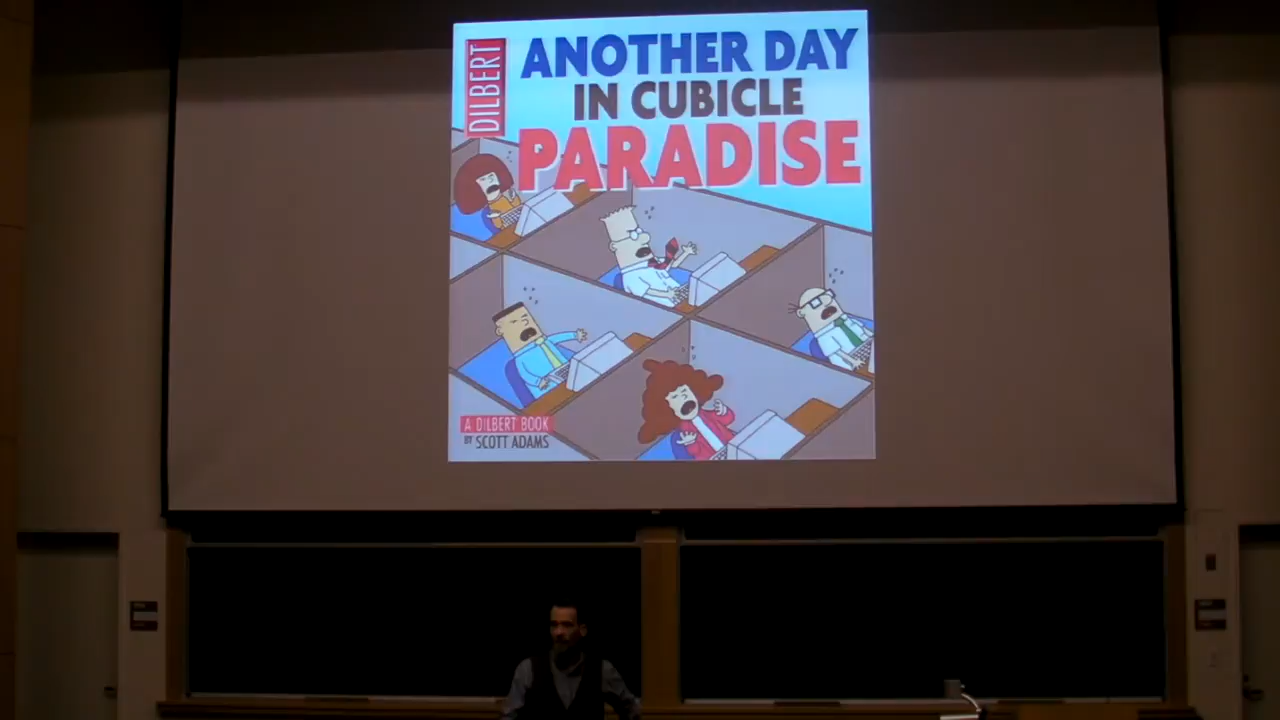 DILBERT
ANOTHER DAY
IN CUBICLE
PARADISE
A DILBERT BOOK
BY SCOTT ADAMS